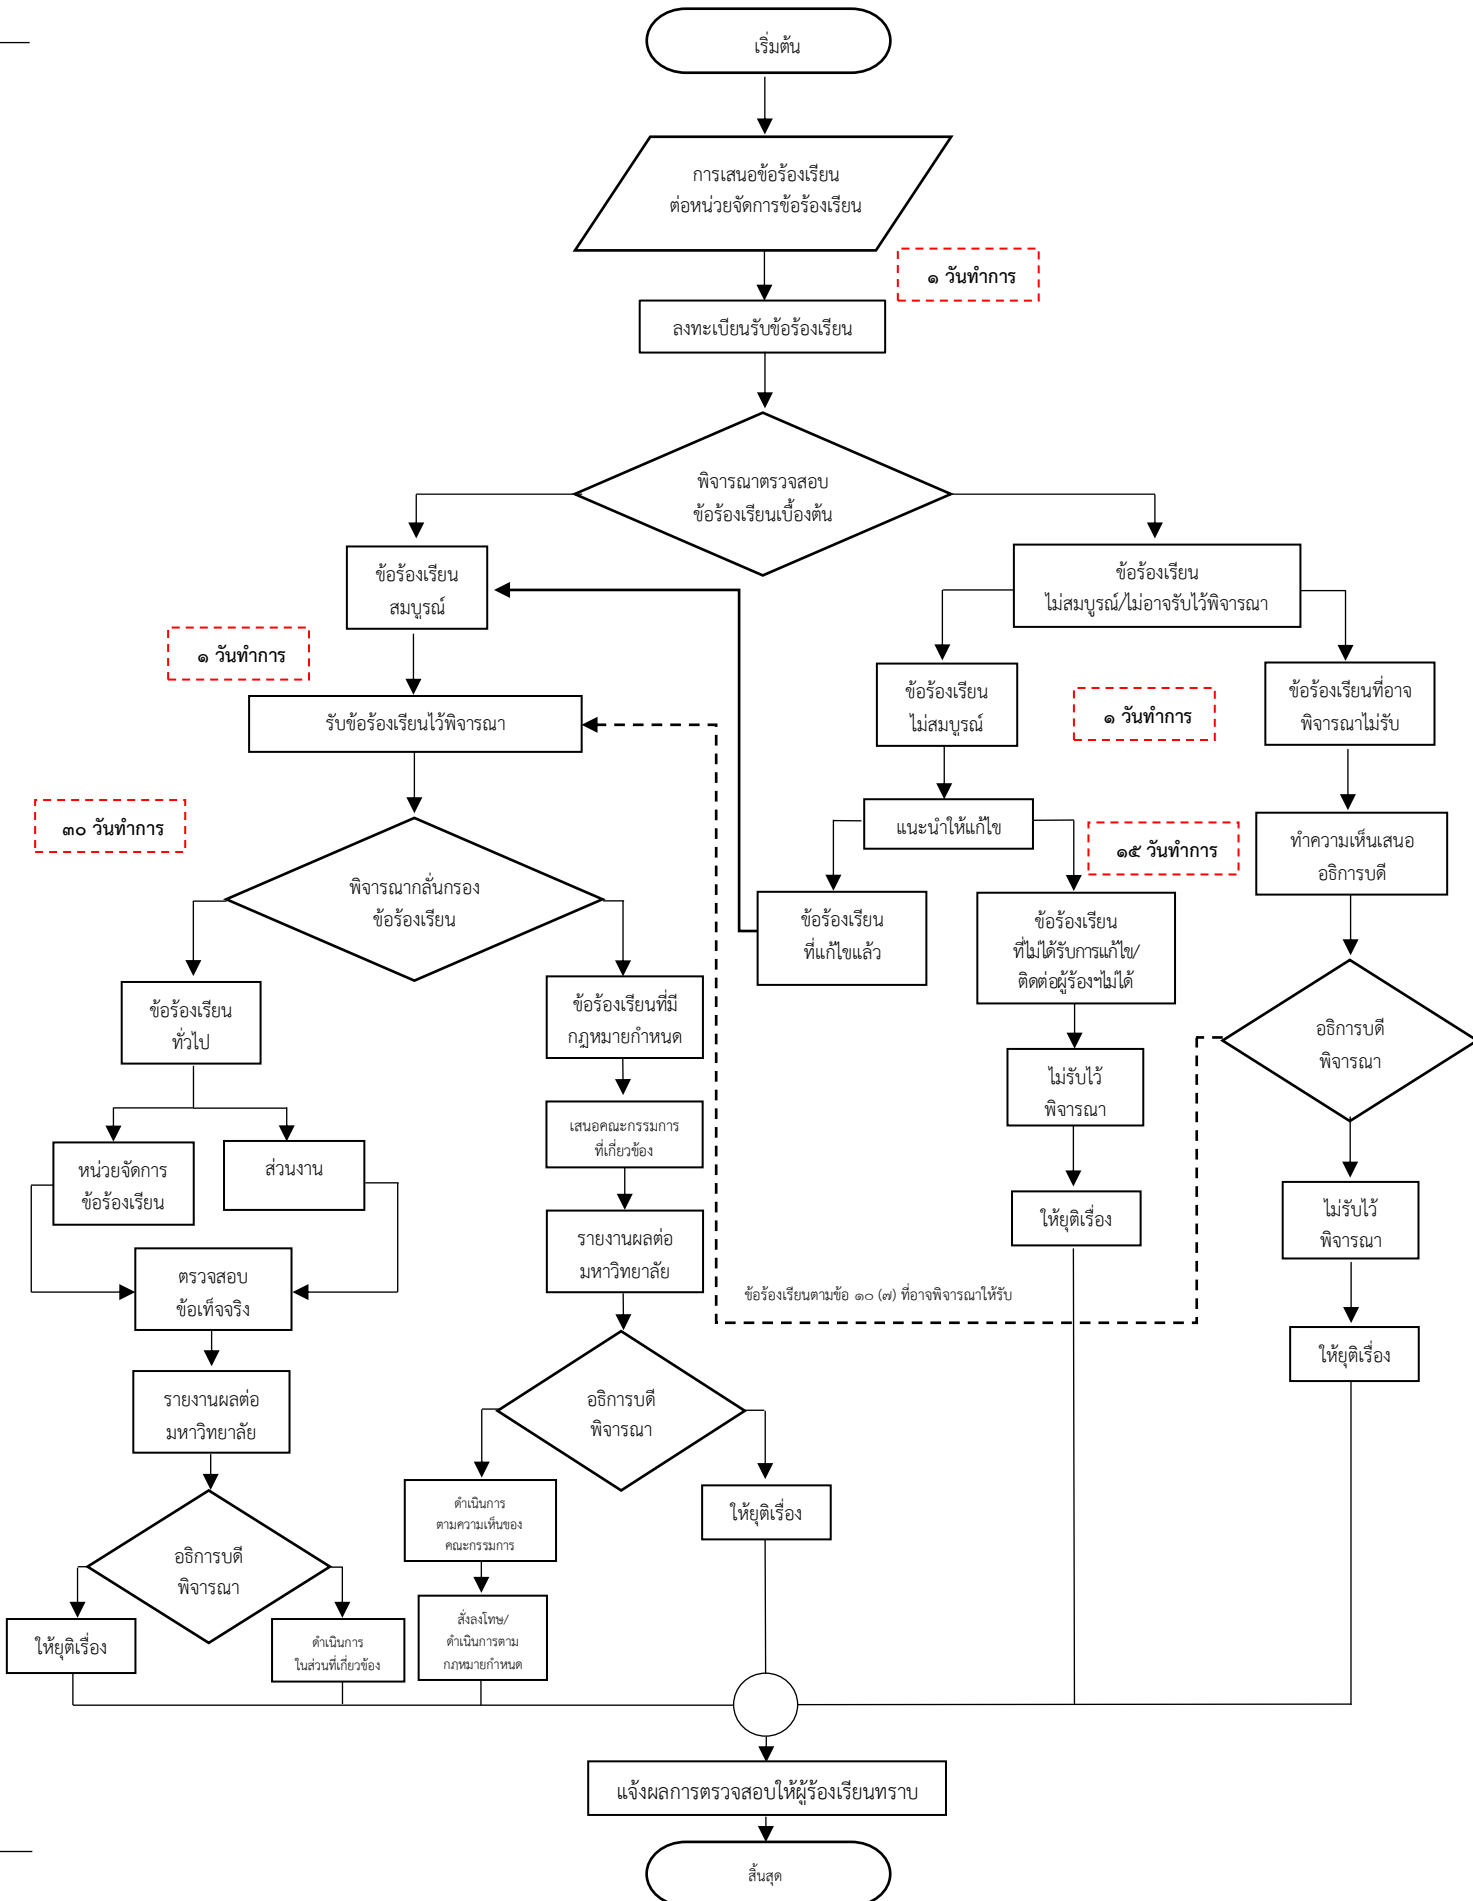 เริ่มต้น
การเสนอข้อร้องเรียน
ต่อหน่วยจัดการข้อร้องเรียน
๑ วันทำการ
ลงทะเบียนรับข้อร้องเรียน
พิจารณาตรวจสอบ
ข้อร้องเรียนเบื้องต้น
ข้อร้องเรียน
สมบูรณ์
ข้อร้องเรียน
ไม่สมบูรณ์/ไม่อาจรับไว้พิจารณา
๑ วันทำการ
รับข้อร้องเรียนไว้พิจารณา
ข้อร้องเรียน
ไม่สมบูรณ์
๑ วันทำการ
ข้อร้องเรียนที่อาจ
พิจารณาไม่รับ
๓๐ วันทำการ
แนะนำให้แก้ไข
๑๕ วันทำการ
ทำความเห็นเสนอ
อธิการบดี
พิจารณากลั่นกรอง
ข้อร้องเรียน
ข้อร้องเรียน
ที่แก้ไขแล้ว
ข้อร้องเรียน
ที่ไม่ได้รับการแก้ไข/
ติดต่อผู้ร้องฯไม่ได้
ข้อร้องเรียน
ทั่วไป
ข้อร้องเรียนที่มี
กฎหมายกำหนด
อธิการบดี
พิจารณา
ไม่รับไว้
พิจารณา
เสนอคณะกรรมการ
ที่เกี่ยวข้อง
หน่วยจัดการ
ข้อร้องเรียน
ส่วนงาน
ให้ยุติเรื่อง
ไม่รับไว้
พิจารณา
รายงานผลต่อ
มหาวิทยาลัย
ตรวจสอบ
ข้อเท็จจริง
ข้อร้องเรียนตามข้อ ๑๐ (๗) ที่อาจพิจารณาให้รับ
ให้ยุติเรื่อง
รายงานผลต่อ
มหาวิทยาลัย
อธิการบดี
พิจารณา
ดำเนินการ
ตามความเห็นของ
คณะกรรมการ
ให้ยุติเรื่อง
อธิการบดี
พิจารณา
ให้ยุติเรื่อง
ดำเนินการ
ในส่วนที่เกี่ยวข้อง
สั่งลงโทษ/
ดำเนินการตาม
กฎหมายกำหนด
แจ้งผลการตรวจสอบให้ผู้ร้องเรียนทราบ
สิ้นสุด